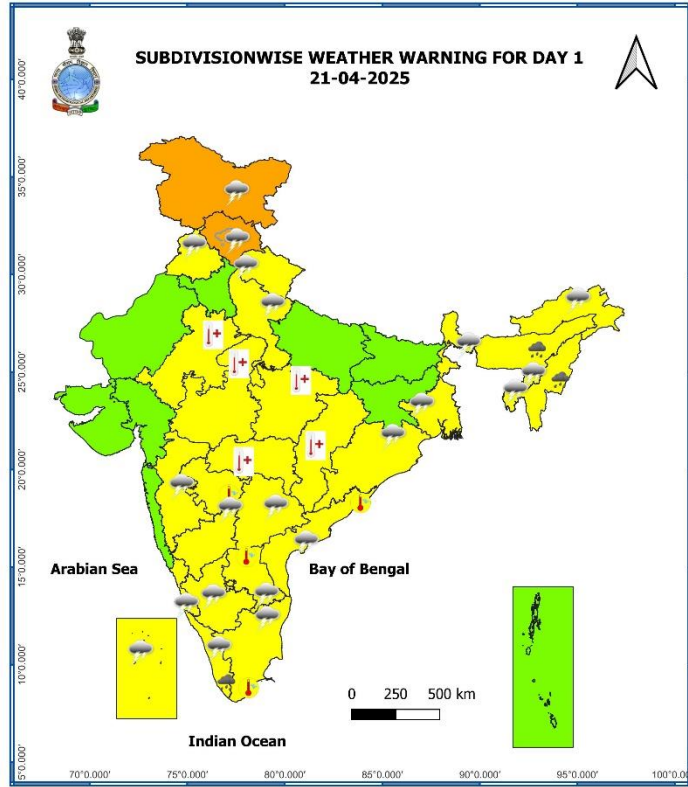 SUBDIVISIONWISE WEATHER WARNING FOR DAY 1
21-04-2025
40°0.000'
35°0.000'
30°0.000'
25°0.000'
20°0.000'
15°0.000'
10°0.000'
5°0.000'
Arabian Sea
Bay of Bengal
0 250 500 km
Indian Ocean
70°0.000' 75°0.000' 80°0.000' 85°0.000' 90°0.000' 95°0.000' 100°0.000'